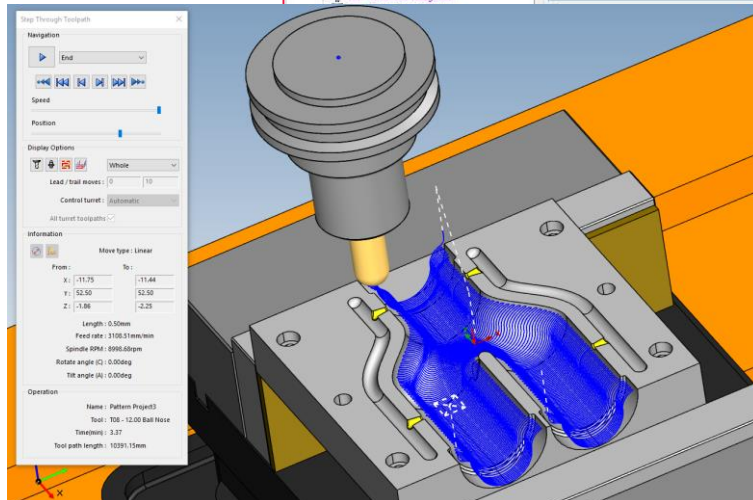 Step Through Toolpath
Navigation
End
Speed
Position
Display Options
Whole
Lead / trail moves : 0 10
Control turret : Automatic
All turret toolpaths
Information
Move type : Linear
From : To :
X : -11.75 -11.44
Y : 52.50 52.50
Z : -1.86 -2.25
Length : 0.50mm
Feed rate : 3108.51mm/min
Spindle RPM : 8998.68rpm
Rotate angle (C) : 0.00deg
Tilt angle (A) : 0.00deg
Operation
Name : Pattern Project3
Tool : T08 - 12.00 Ball Nose
Time(min) : 3.37
Tool path length : 10391.15mm
X